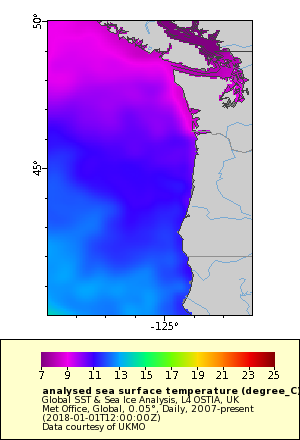 50°
45°
-125°
7 9 11 13 15 17 19 21 23 25
analysed sea surface temperature (degree_C)
Global SST & Sea Ice Analysis, L4 OSTIA, UK
Met Office, Global, 0.05°, Daily, 2007-present
(2018-01-01T12:00:00Z)
Data courtesy of UKMO